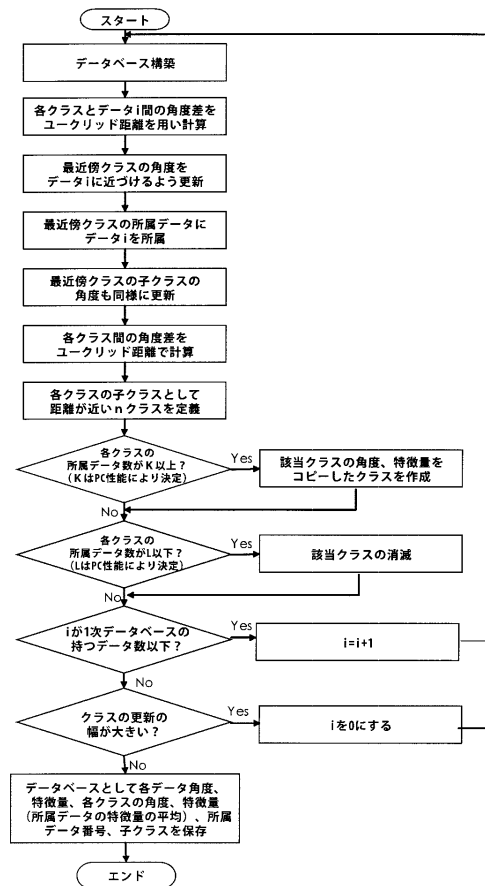 スタート
データベース構築
各クラスとデータi間の角度差を
ユークリッド距離を用い計算
最近傍クラスの角度を
データiに近づけるよう更新
最近傍クラスの所属データに
データiを所属
最近傍クラスの子クラスの
角度も同様に更新
各クラス間の角度差を
ユークリッド距離で計算
各クラスの子クラスとして
距離が近いnクラスを定義
各クラスの
所属データ数がK以上?
(KはPC性能により決定)
Yes
該当クラスの角度、特徴量を
コピーしたクラスを作成
No
各クラスの
所属データ数がL以下?
(LはPC性能により決定)
Yes
該当クラスの消滅
No
iが1次データベースの
持つデータ数以下?
Yes
i=i+1
No
クラスの更新の
幅が大きい?
Yes
iを0にする
No
データベースとして各データ角度、
特徴量、各クラスの角度、特徴量
(所属データの特徴量の平均)、所属
データ番号、子クラスを保存
エンド